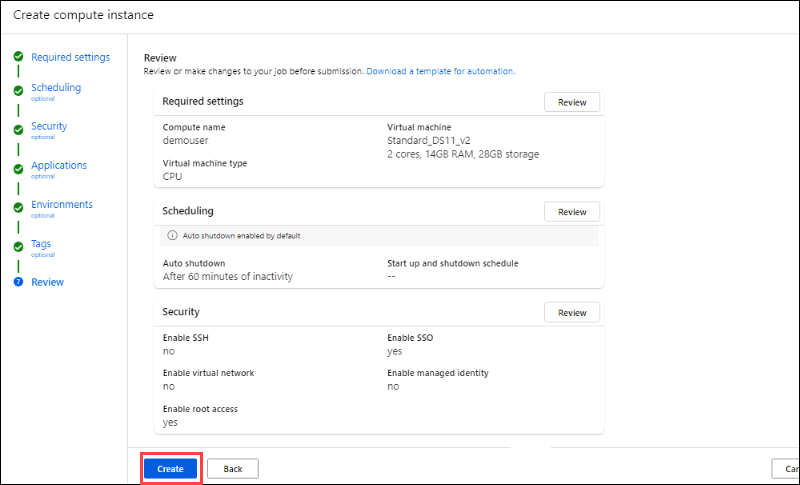 Create compute instance
Required settings
Scheduling
optional
Security
optional
Applications
optional
Environments
optional
Tags
optional
7 Review
Review
Review or make changes to your job before submission. Download a template for automation.
Required settings Review
Compute name Virtual machine
demouser Standard_DS11_v2
2 cores, 14GB RAM, 28GB storage
Virtual machine type
CPU
Scheduling Review
Auto shutdown enabled by default
Auto shutdown Start up and shutdown schedule
After 60 minutes of inactivity --
Security Review
Enable SSH Enable SSO
no yes
Enable virtual network Enable managed identity
no no
Enable root access
yes
Create Back Can